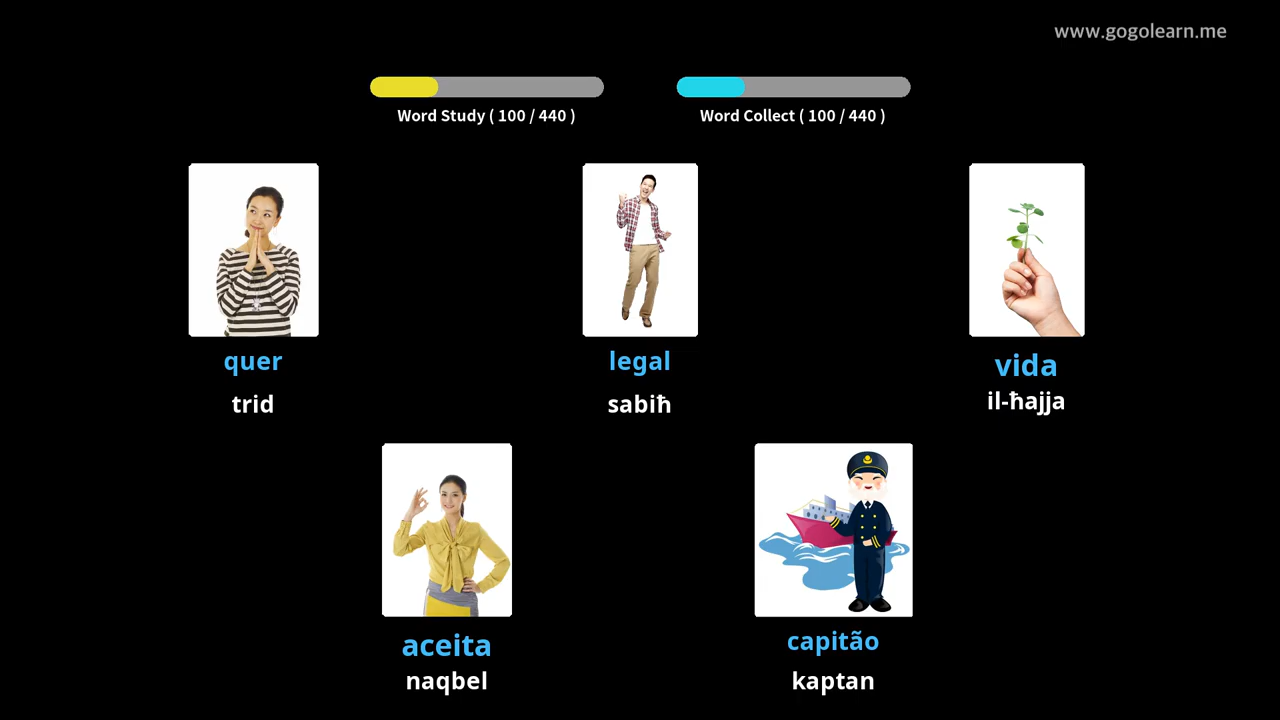 www.gogolearn.me
Word Study ( 100 / 440 )
Word Collect ( 100 / 440 )
quer
trid
legal
sabiħ
vida
il-ħajja
aceita
naqbel
capitão
kaptan